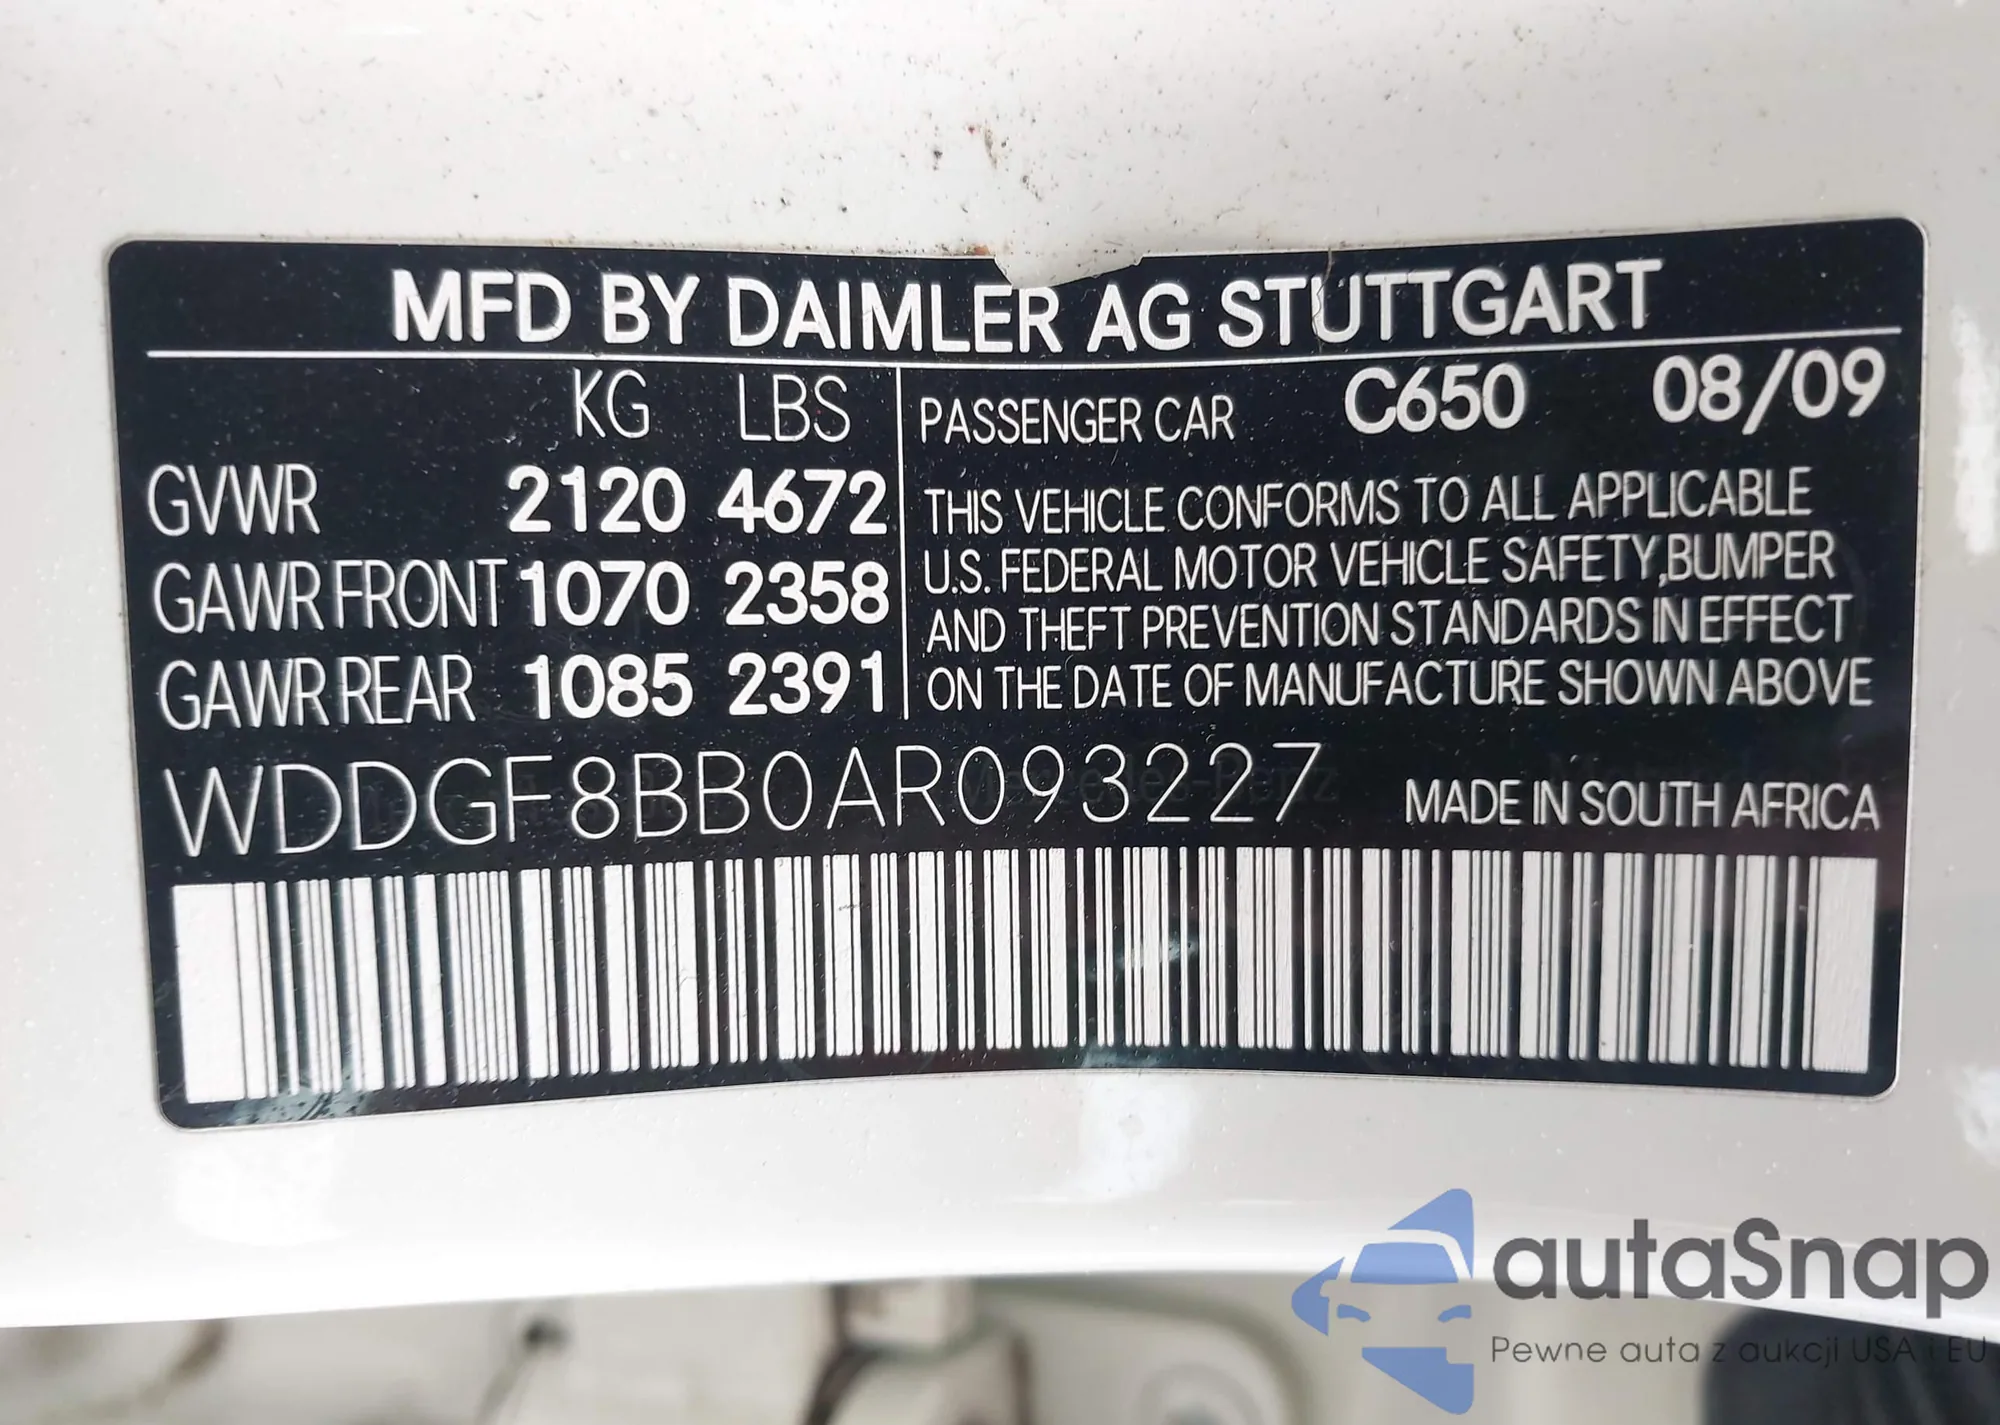 MFD BY DAIMLER AG STUTTGART
KG LBS
GVWR 2120 4672
GAWR FRONT 1070 2358
GAWR REAR 1085 2391
PASSENGER CAR C650 08/09
THIS VEHICLE CONFORMS TO ALL APPLICABLE
U.S. FEDERAL MOTOR VEHICLE SAFETY,BUMPER
AND THEFT PREVENTION STANDARDS IN EFFECT
ON THE DATE OF MANUFACTURE SHOWN ABOVE
WDDGF8BB0AR093227
MADE IN SOUTH AFRICA
autaSnap
Pewne auta z aukcji USA i EU